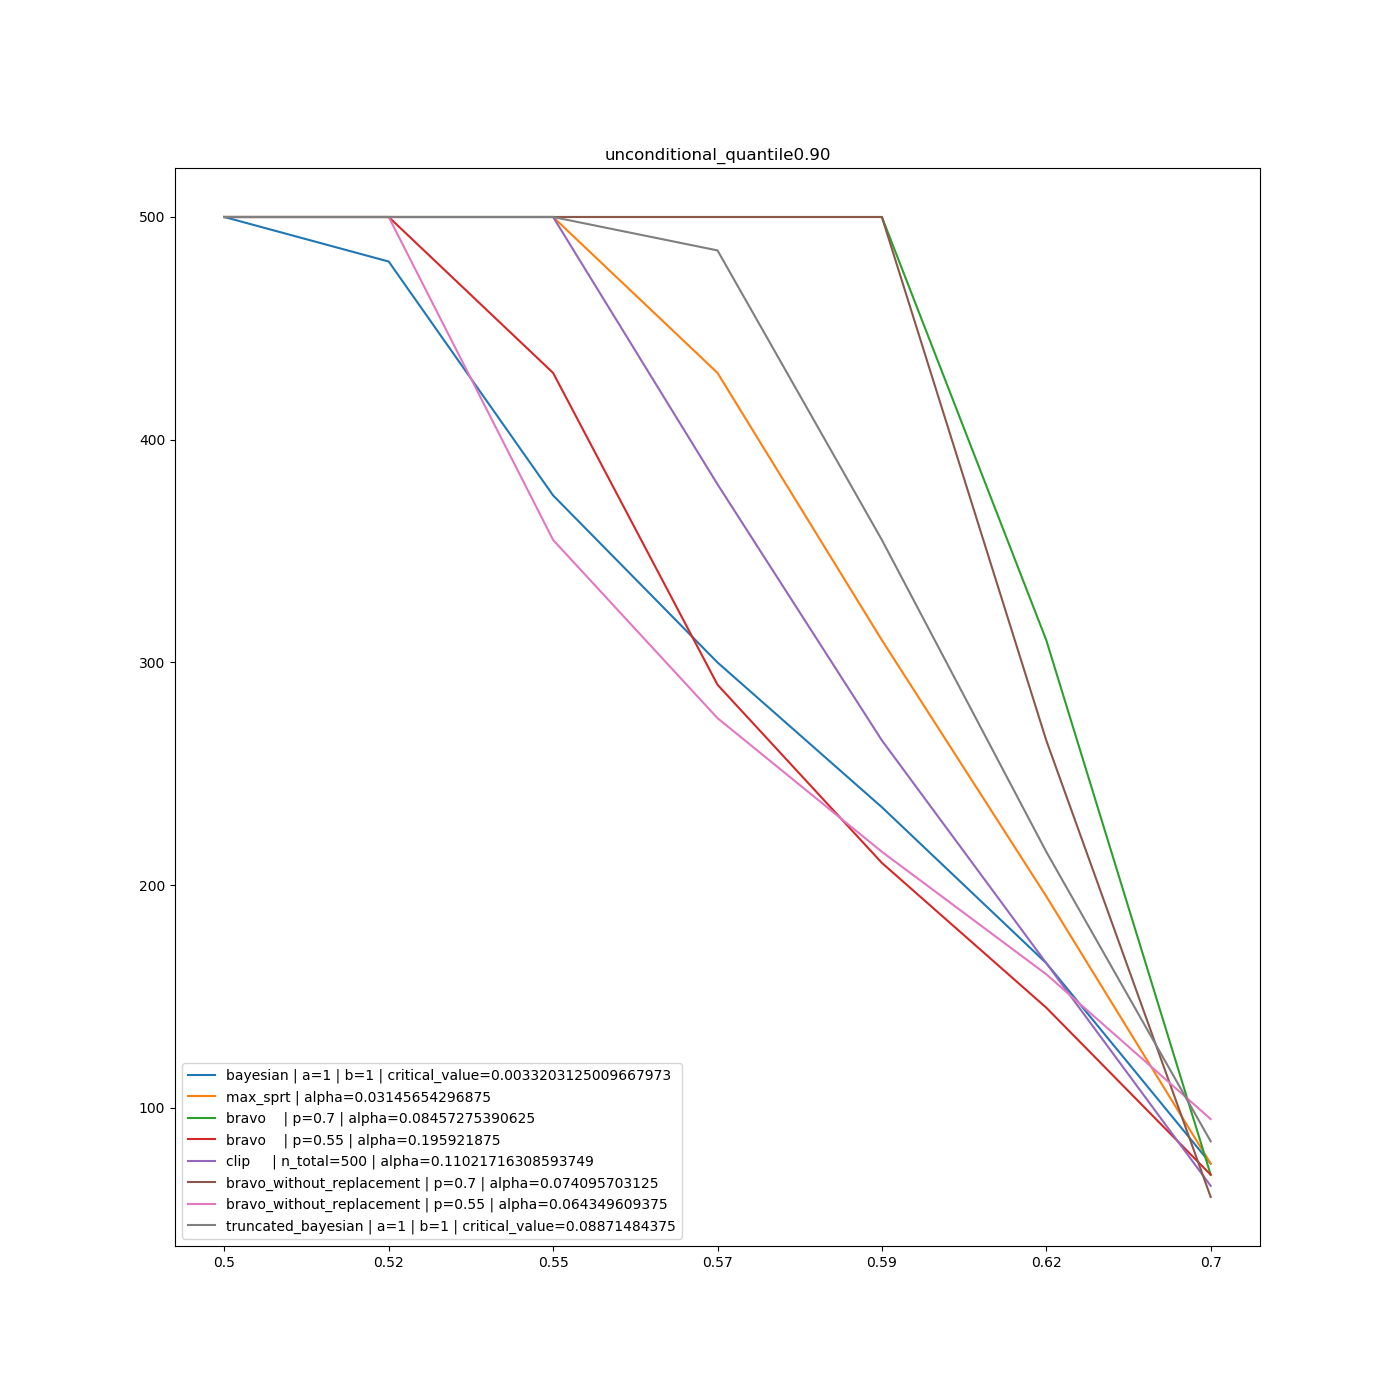 unconditional_quantile0.90
500
400
300
200
100
bayesian | a=1 | b=1 | critical_value=0.0033203125009667973
max_sprt | alpha=0.03145654296875
bravo | p=0.7 | alpha=0.08457275390625
bravo | p=0.55 | alpha=0.195921875
clip | n_total=500 | alpha=0.11021716308593749
bravo_without_replacement | p=0.7 | alpha=0.074095703125
bravo_without_replacement | p=0.55 | alpha=0.064349609375
truncated_bayesian | a=1 | b=1 | critical_value=0.08871484375
0.5 0.52 0.55 0.57 0.59 0.62 0.7